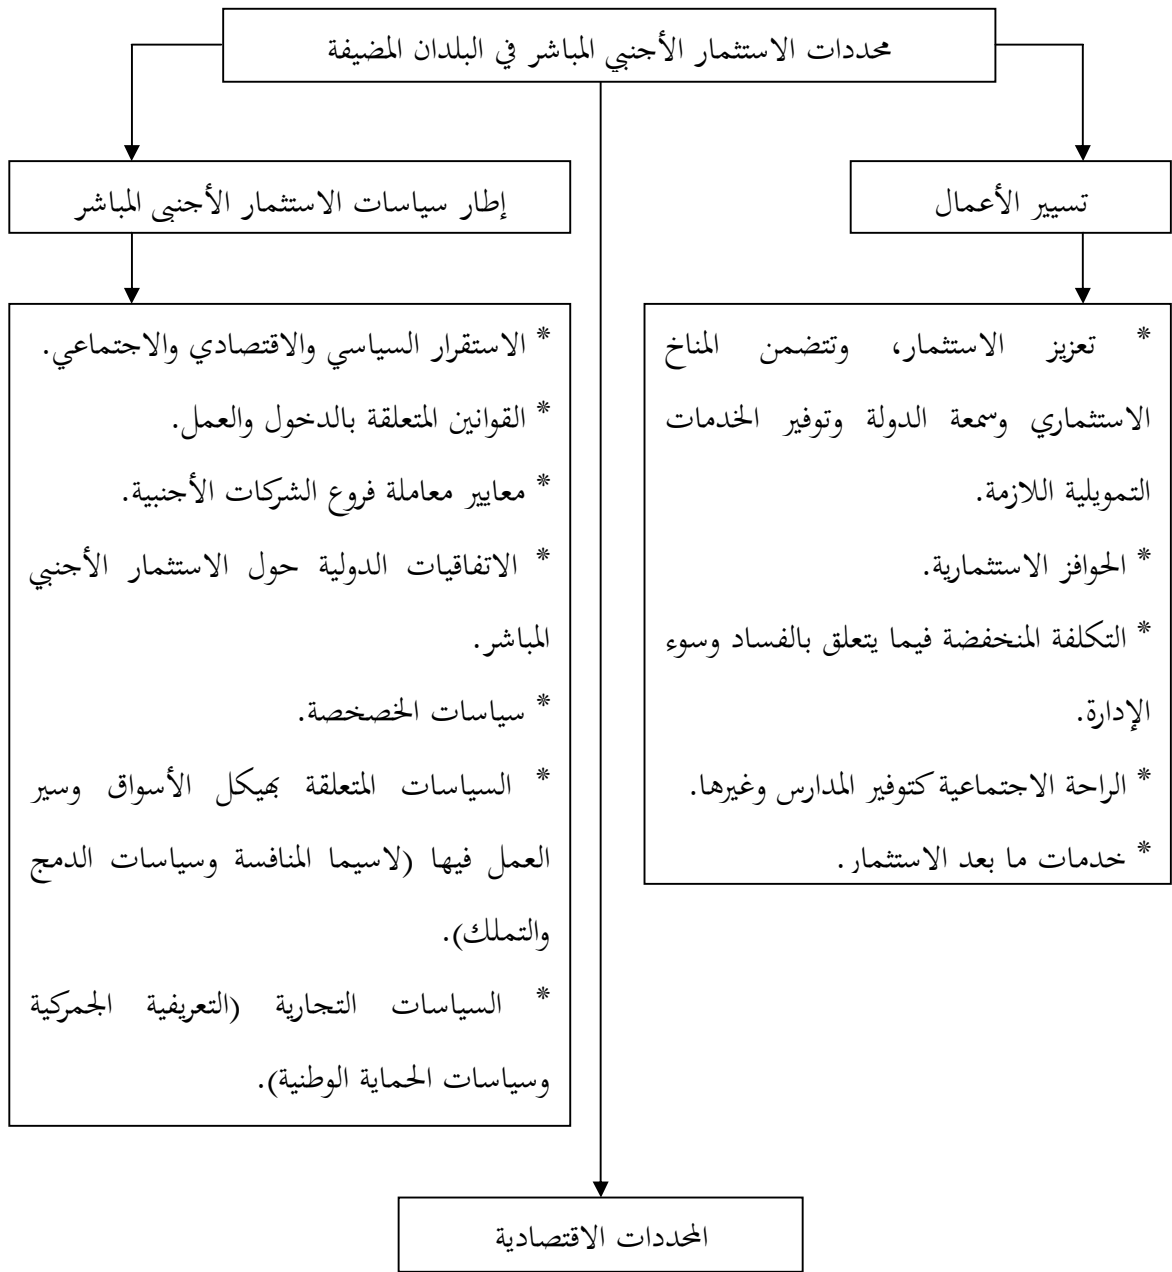 محددات الاستثمار الأجنبي المباشر في البلدان المضيفة
تسيير الأعمال
إطار سياسات الاستثمار الأجنبي المباشر
* تعزيز الاستثمار، وتتضمن المناخ
الاستثماري وسمعة الدولة وتوفير الخدمات
التمويلية اللازمة.
* الحوافز الاستثمارية.
* التكلفة المنخفضة فيما يتعلق بالفساد وسوء
الإدارة.
* الراحة الاجتماعية كتوفير المدارس وغيرها.
* خدمات ما بعد الاستثمار.
* الاستقرار السياسي والاقتصادي والاجتماعي.
* القوانين المتعلقة بالدخول والعمل.
* معايير معاملة فروع الشركات الأجنبية.
* الاتفاقيات الدولية حول الاستثمار الأجنبي
المباشر.
* سياسات الخصخصة.
* السياسات المتعلقة بهيكل الأسواق وسير
العمل فيها (لاسيما المنافسة وسياسات الدمج
والتملك).
* السياسات التجارية (التعريفية الجمركية
وسياسات الحماية الوطنية).
المحددات الاقتصادية